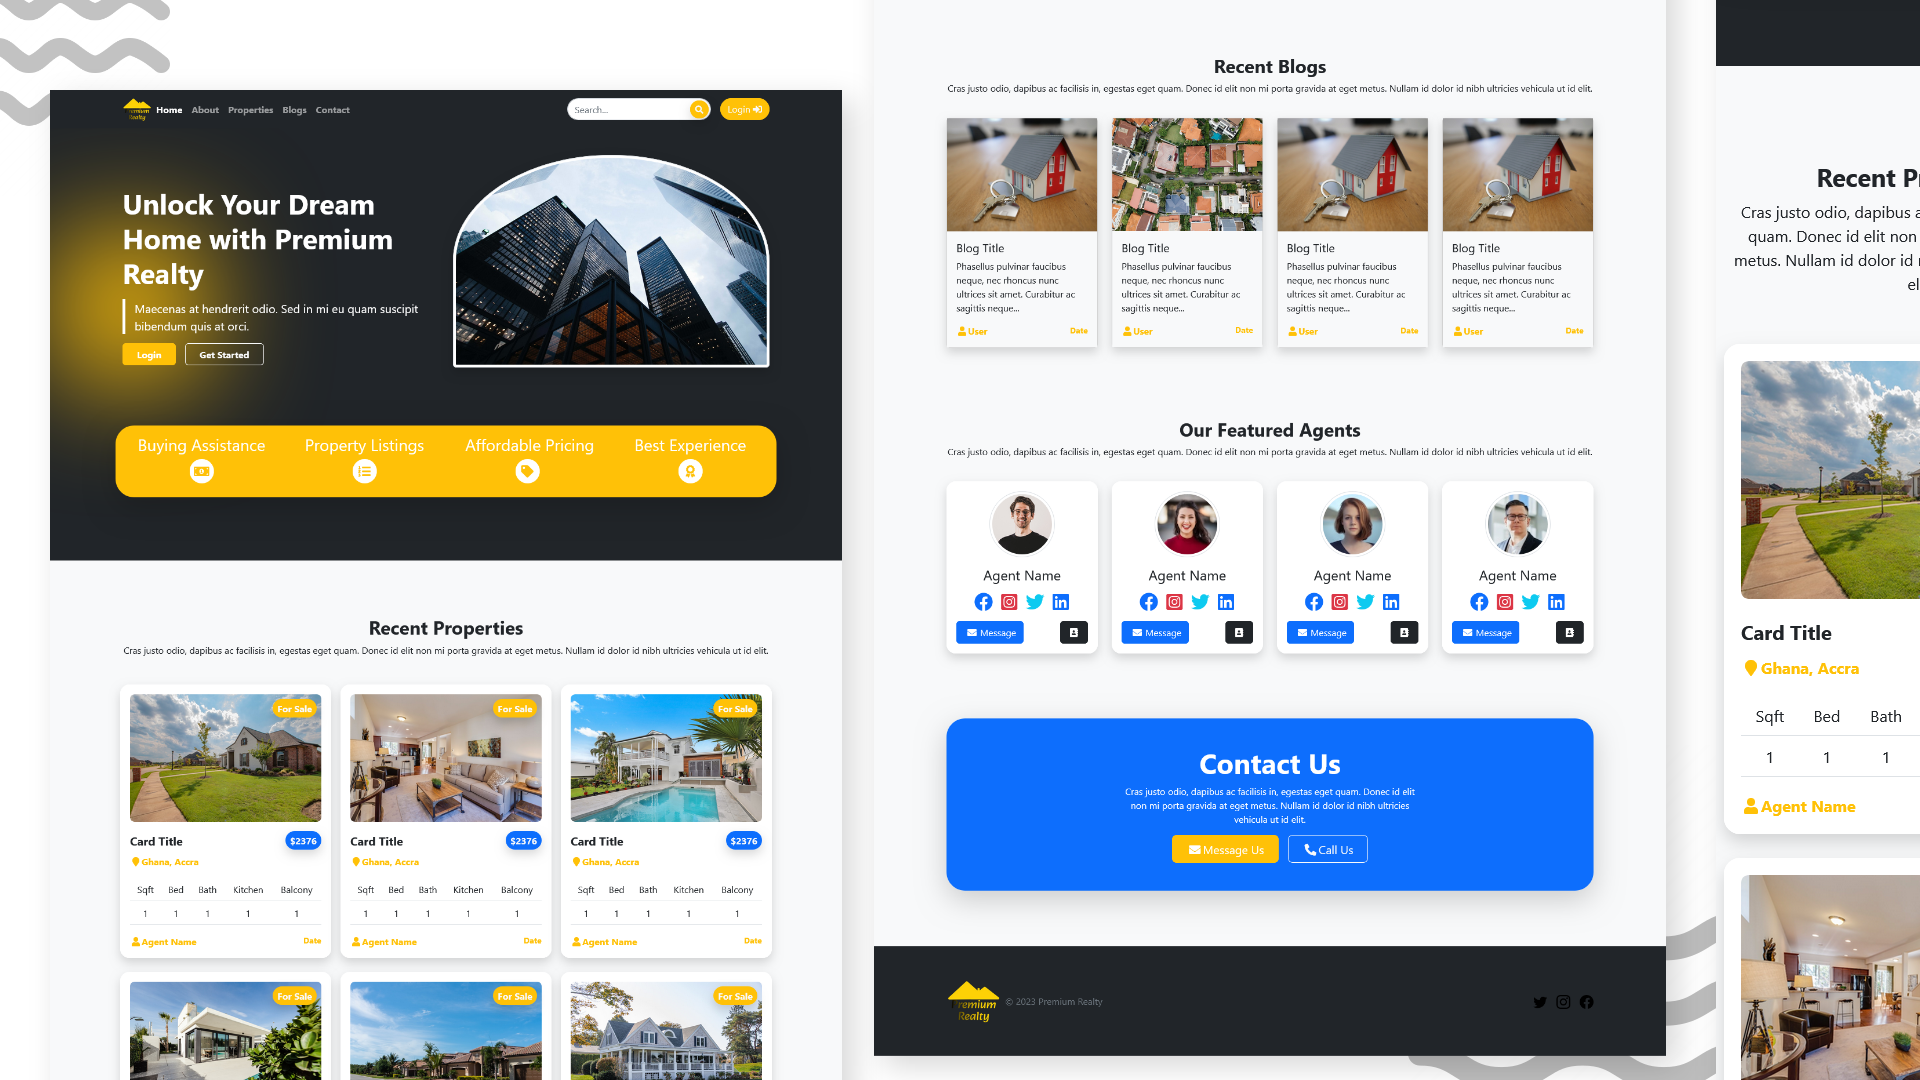 Premium
Realty
Home About Properties Blogs Contact
Search...
Login
Unlock Your Dream
Home with Premium
Realty
Maecenas at hendrerit odio. Sed in mi eu quam suscipit
bibendum quis at orci.
Login Get Started
Buying Assistance Property Listings Affordable Pricing Best Experience
Recent Properties
Cras justo odio, dapibus ac facilisis in, egestas eget quam. Donec id elit non mi porta gravida at eget metus. Nullam id dolor id nibh ultricies vehicula ut id elit.
For Sale For Sale For Sale
Card Title $2376 Card Title $2376 Card Title $2376
Ghana, Accra Ghana, Accra Ghana, Accra
Sqft Bed Bath Kitchen Balcony Sqft Bed Bath Kitchen Balcony Sqft Bed Bath Kitchen Balcony
1 1 1 1 1 1 1 1 1 1 1 1 1 1 1
Agent Name Date Agent Name Date Agent Name Date
For Sale For Sale For Sale
Recent Blogs
Cras justo odio, dapibus ac facilisis in, egestas eget quam. Donec id elit non mi porta gravida at eget metus. Nullam id dolor id nibh ultricies vehicula ut id elit.
Blog Title Blog Title Blog Title Blog Title
Phasellus pulvinar faucibus Phasellus pulvinar faucibus Phasellus pulvinar faucibus Phasellus pulvinar faucibus
neque, nec rhoncus nunc neque, nec rhoncus nunc neque, nec rhoncus nunc neque, nec rhoncus nunc
ultrices sit amet. Curabitur ac ultrices sit amet. Curabitur ac ultrices sit amet. Curabitur ac ultrices sit amet. Curabitur ac
sagittis neque... sagittis neque... sagittis neque... sagittis neque...
User Date User Date User Date User Date
Our Featured Agents
Cras justo odio, dapibus ac facilisis in, egestas eget quam. Donec id elit non mi porta gravida at eget metus. Nullam id dolor id nibh ultricies vehicula ut id elit.
Agent Name Agent Name Agent Name Agent Name
Message Message Message Message
Contact Us
Cras justo odio, dapibus ac facilisis in, egestas eget quam. Donec id elit
non mi porta gravida at eget metus. Nullam id dolor id nibh ultricies
vehicula ut id elit.
Message Us Call Us
Premium
Realty
© 2023 Premium Realty
Recent P
Cras justo odio, dapibus a
quam. Donec id elit non
metus. Nullam id dolor id
el
Card Title
Ghana, Accra
Sqft Bed Bath
1 1 1
Agent Name